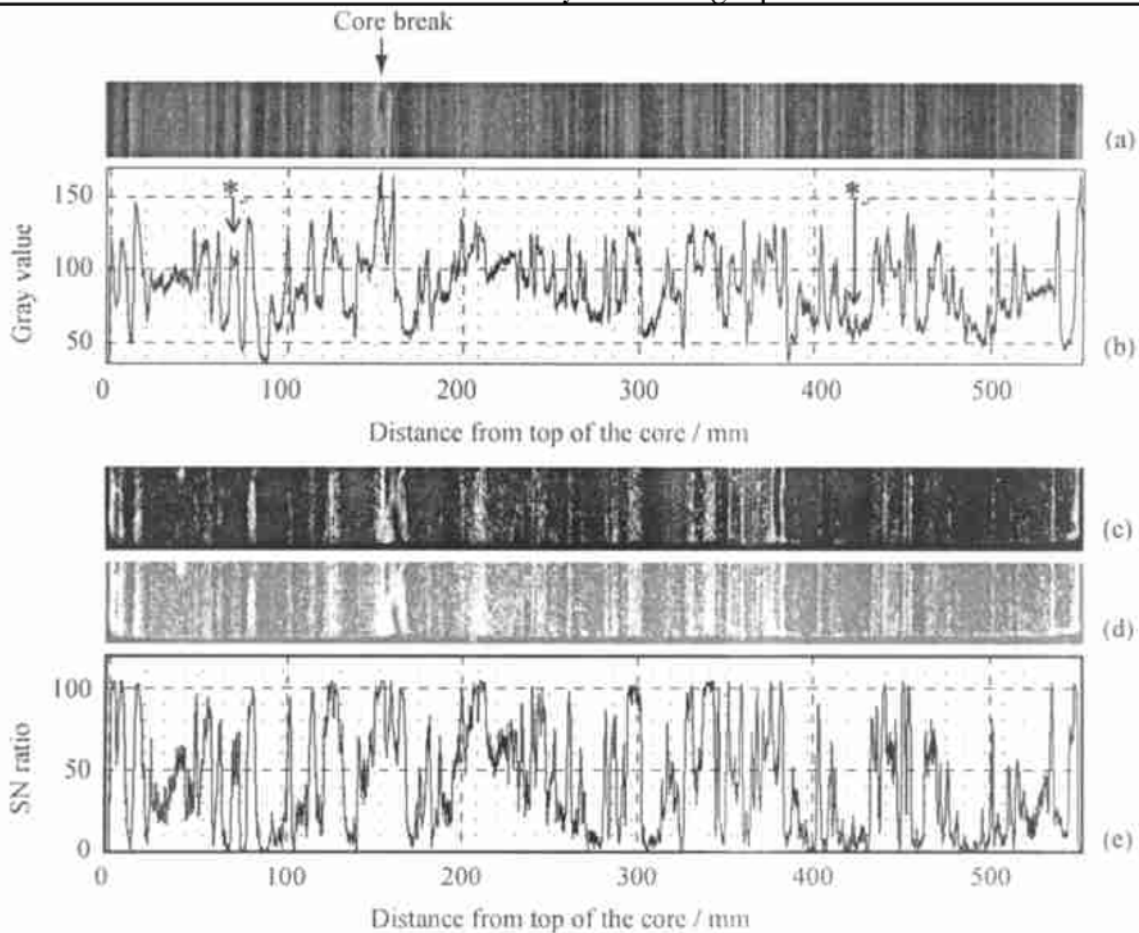 Core break
(a)
150
100
50
Gray value
*
*
(b)
0 100 200 300 400 500
Distance from top of the core / mm
(c)
(d)
100
50
0
SN ratio
(e)
0 100 200 300 400 500
Distance from top of the core / mm